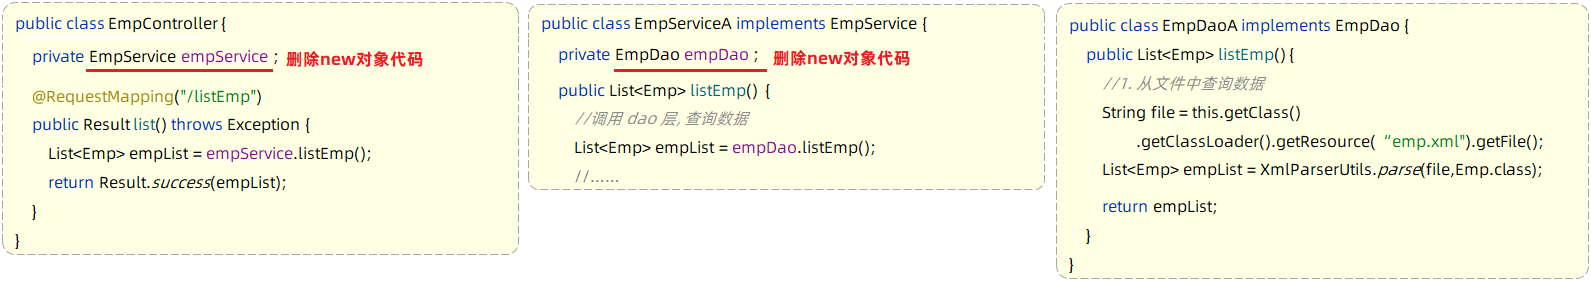 public class EmpController {
private EmpService empService ; 删除new对象代码
@RequestMapping("/listEmp")
public Result list() throws Exception {
List<Emp> empList = empService.listEmp();
return Result.success(empList);
}
}
public class EmpServiceA implements EmpService {
private EmpDao empDao ; 删除new对象代码
public List<Emp> listEmp() {
//调用 dao 层, 查询数据
List<Emp> empList = empDao.listEmp();
//......
public class EmpDaoA implements EmpDao {
public List<Emp> listEmp() {
//1. 从文件中查询数据
String file = this.getClass()
.getClassLoader().getResource( “emp.xml").getFile();
List<Emp> empList = XmlParserUtils.parse(file,Emp.class);
return empList;
}
}